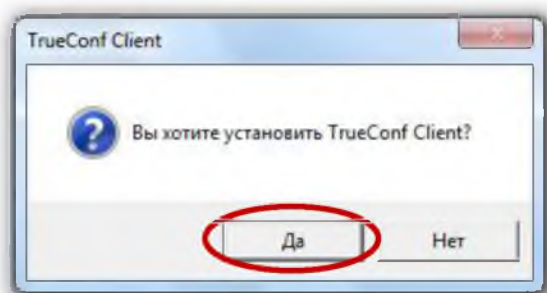 TrueConf Client
Вы хотите установить TrueConf Client?
Да
Нет